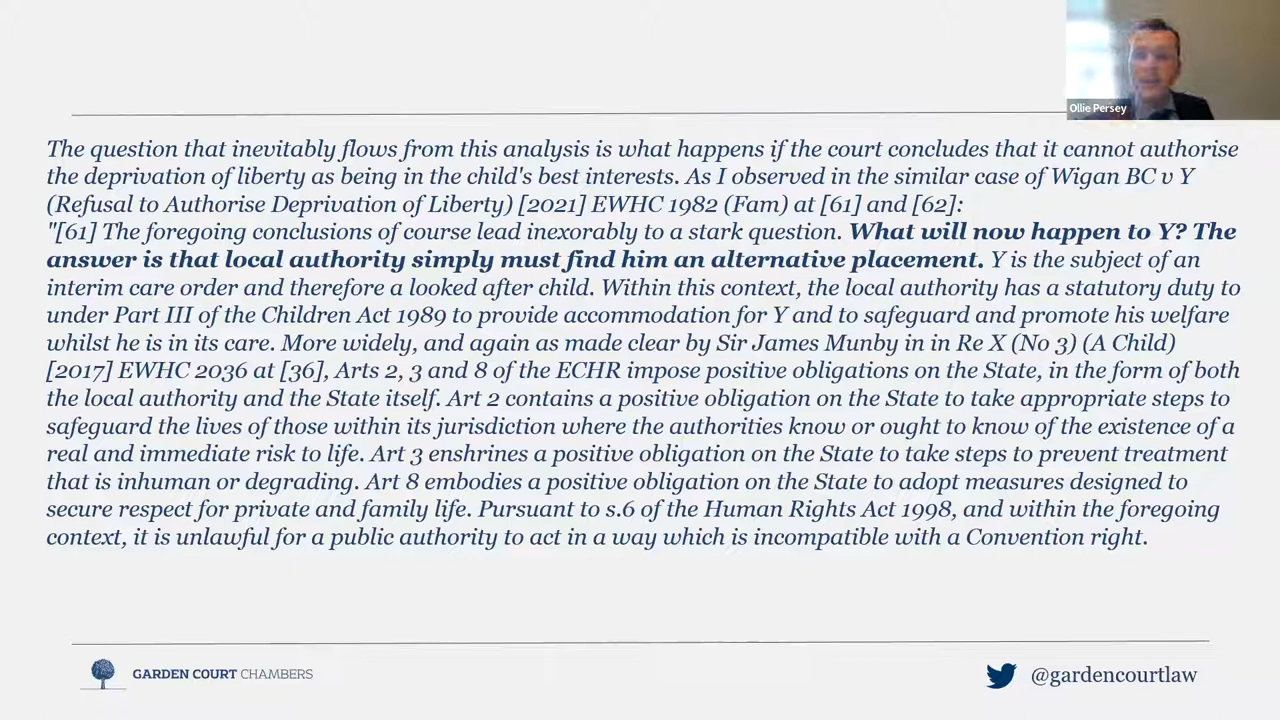 Ollie Persey
The question that inevitably flows from this analysis is what happens if the court concludes that it cannot authorise
the deprivation of liberty as being in the child's best interests. As I observed in the similar case of Wigan BC v Y
(Refusal to Authorise Deprivation of Liberty) [2021] EWHC 1982 (Fam) at [61] and [62]:
"[61] The foregoing conclusions of course lead inexorably to a stark question. What will now happen to Y? The
answer is that local authority simply must find him an alternative placement. Y is the subject of an
interim care order and therefore a looked after child. Within this context, the local authority has a statutory duty to
under Part III of the Children Act 1989 to provide accommodation for Y and to safeguard and promote his welfare
whilst he is in its care. More widely, and again as made clear by Sir James Munby in in Re X (No 3) (A Child)
[2017] EWHC 2036 at [36], Arts 2, 3 and 8 of the ECHR impose positive obligations on the State, in the form of both
the local authority and the State itself. Art 2 contains a positive obligation on the State to take appropriate steps to
safeguard the lives of those within its jurisdiction where the authorities know or ought to know of the existence of a
real and immediate risk to life. Art 3 enshrines a positive obligation on the State to take steps to prevent treatment
that is inhuman or degrading. Art 8 embodies a positive obligation on the State to adopt measures designed to
secure respect for private and family life. Pursuant to s.6 of the Human Rights Act 1998, and within the foregoing
context, it is unlawful for a public authority to act in a way which is incompatible with a Convention right.
GARDEN COURT CHAMBERS
@gardencourtlaw